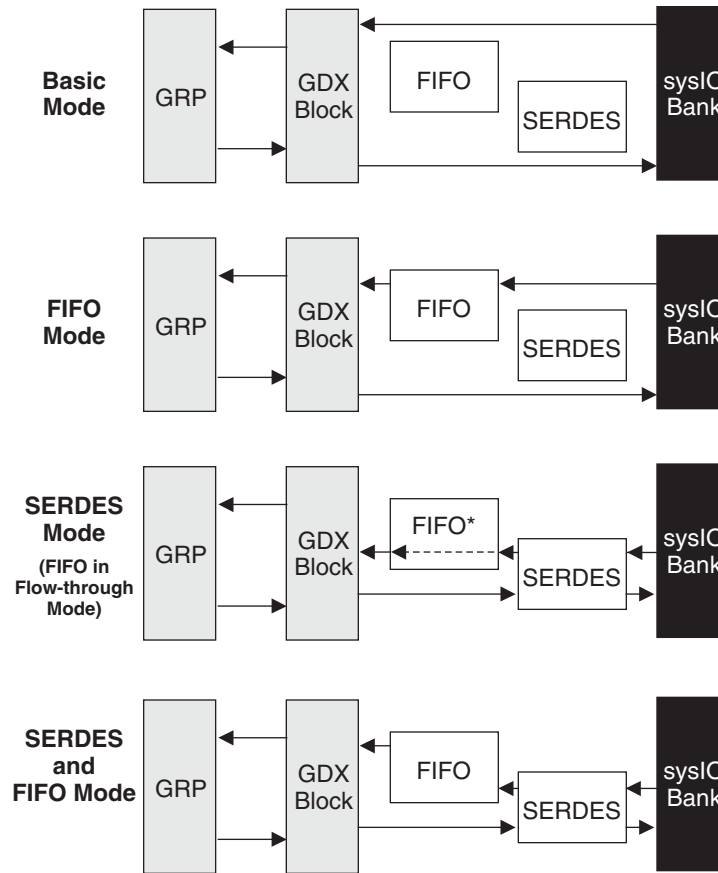 Basic
Mode
GRP
GDX
Block
FIFO
SERDES
sysIO
Bank
FIFO
Mode
GRP
GDX
Block
FIFO
SERDES
sysIO
Bank
SERDES
Mode
(FIFO in
Flow-through
Mode)
GRP
GDX
Block
FIFO*
SERDES
sysIO
Bank
SERDES
and
FIFO Mode
GRP
GDX
Block
FIFO
SERDES
sysIO
Bank